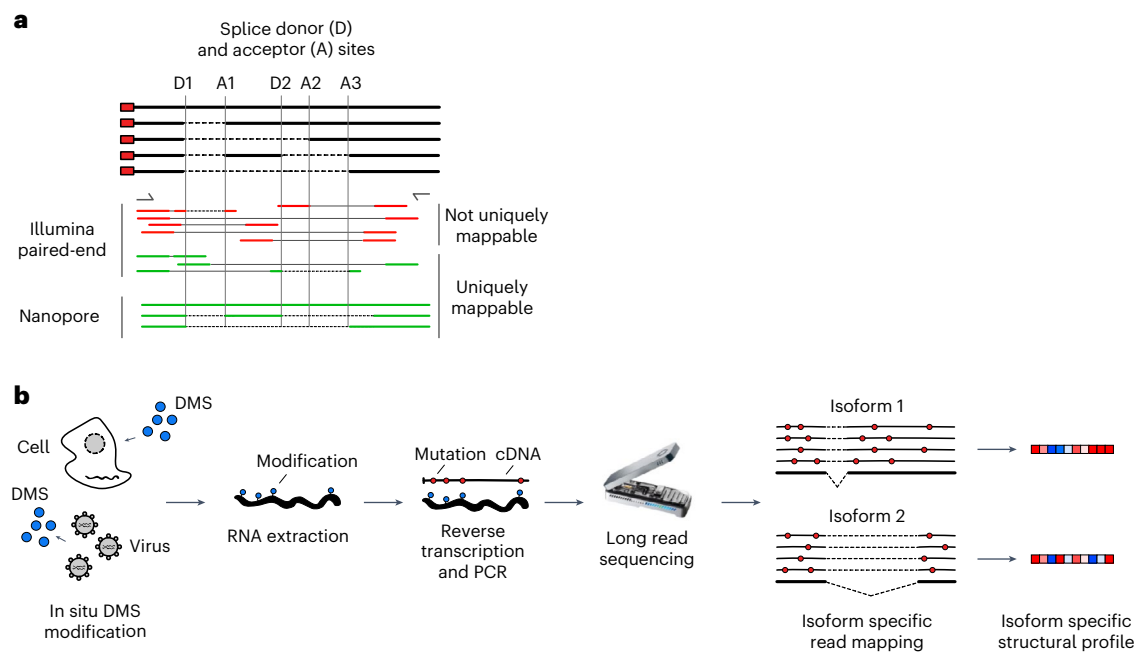 a
Splice donor (D)
and acceptor (A) sites
D1 A1 D2 A2 A3
Illumina
paired-end
Not uniquely
mappable
Uniquely
mappable
Nanopore
b
DMS
Cell
DMS
Virus
In situ DMS
modification
Modification
RNA extraction
Mutation cDNA
Reverse
transcription
and PCR
Long read
sequencing
Isoform 1
Isoform 2
Isoform specific
read mapping
Isoform specific
structural profile